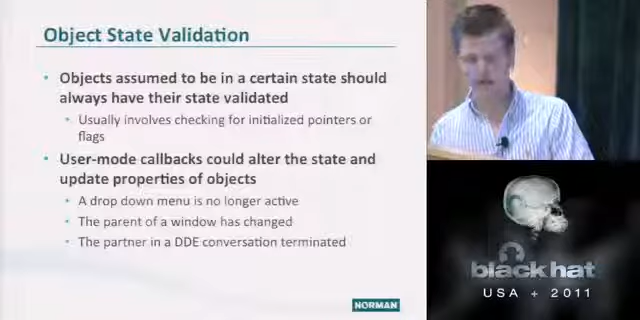 Object State Validation
• Objects assumed to be in a certain state should
always have their state validated
• Usually involves checking for initialized pointers or
flags
• User-mode callbacks could alter the state and
update properties of objects
• A drop down menu is no longer active
• The parent of a window has changed
• The partner in a DDE conversation terminated
NORMAN
black hat
USA + 2011